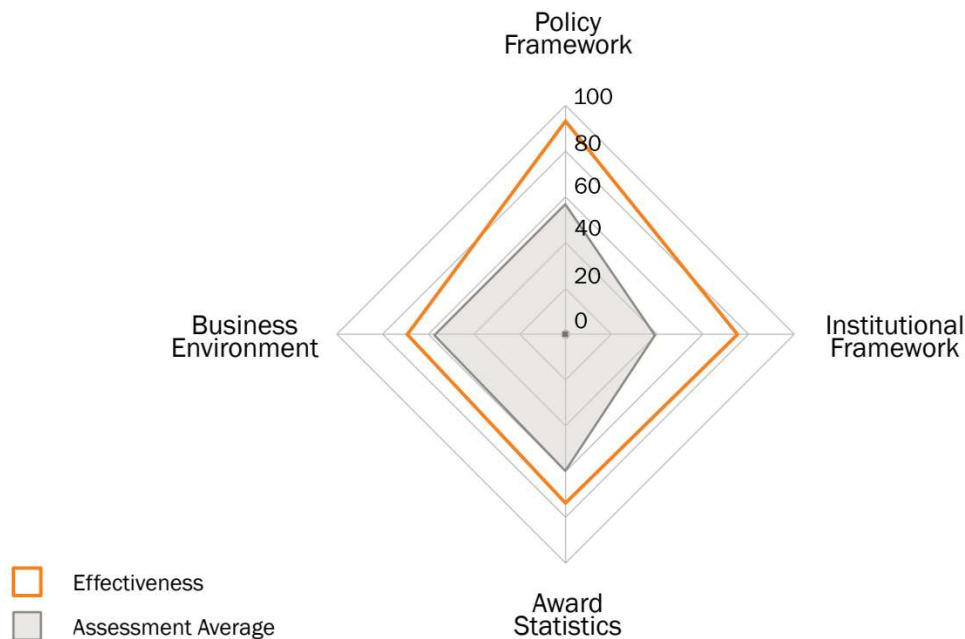 Policy
Framework
100
80
60
40
20
0
Business
Environment
Institutional
Framework
Award
Statistics
Effectiveness
Assessment Average